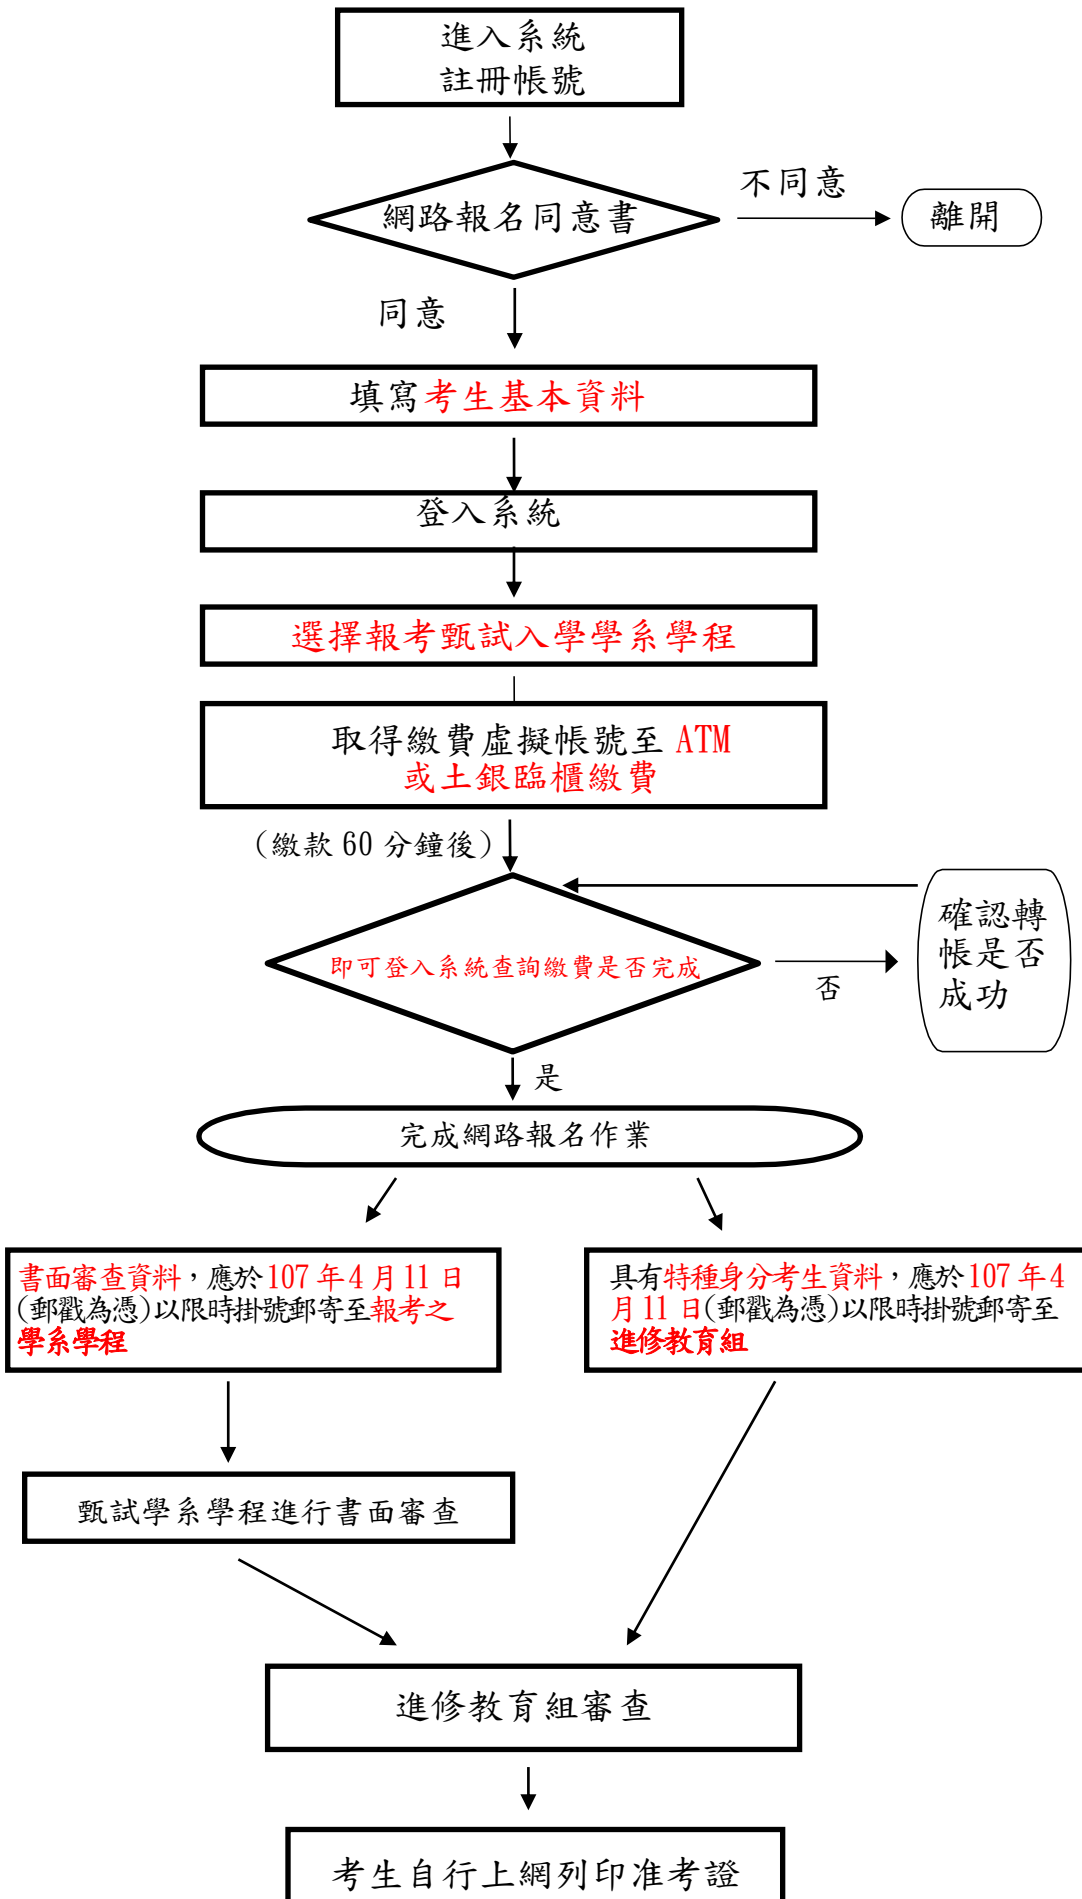 進入系統
註冊帳號
網路報名同意書
不同意
離開
同意
填寫考生基本資料
登入系統
選擇報考甄試入學學系學程
取得繳費虛擬帳號至 ATM
或土銀臨櫃繳費
(繳款 60 分鐘後)
即可登入系統查詢繳費是否完成
否
確認轉
帳是否
成功
是
完成網路報名作業
書面審查資料，應於 107 年 4 月 11 日
(郵戳為憑)以限時掛號郵寄至報考之
學系學程
具有特種身分考生資料，應於 107 年 4
月 11 日(郵戳為憑)以限時掛號郵寄至
進修教育組
甄試學系學程進行書面審查
進修教育組審查
考生自行上網列印准考證